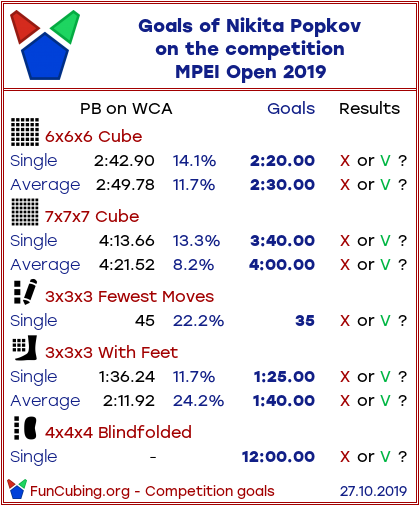 Goals of Nikita Popkov
on the competition
MPEI Open 2019
PB on WCA Goals Results
6x6x6 Cube
Single 2:42.90 14.1% 2:20.00 X or V ?
Average 2:49.78 11.7% 2:30.00 X or V ?
7x7x7 Cube
Single 4:13.66 13.3% 3:40.00 X or V ?
Average 4:21.52 8.2% 4:00.00 X or V ?
3x3x3 Fewest Moves
Single 45 22.2% 35 X or V ?
3x3x3 With Feet
Single 1:36.24 11.7% 1:25.00 X or V ?
Average 2:11.92 24.2% 1:40.00 X or V ?
4x4x4 Blindfolded
Single - 12:00.00 X or V ?
FunCubing.org - Competition goals 27.10.2019